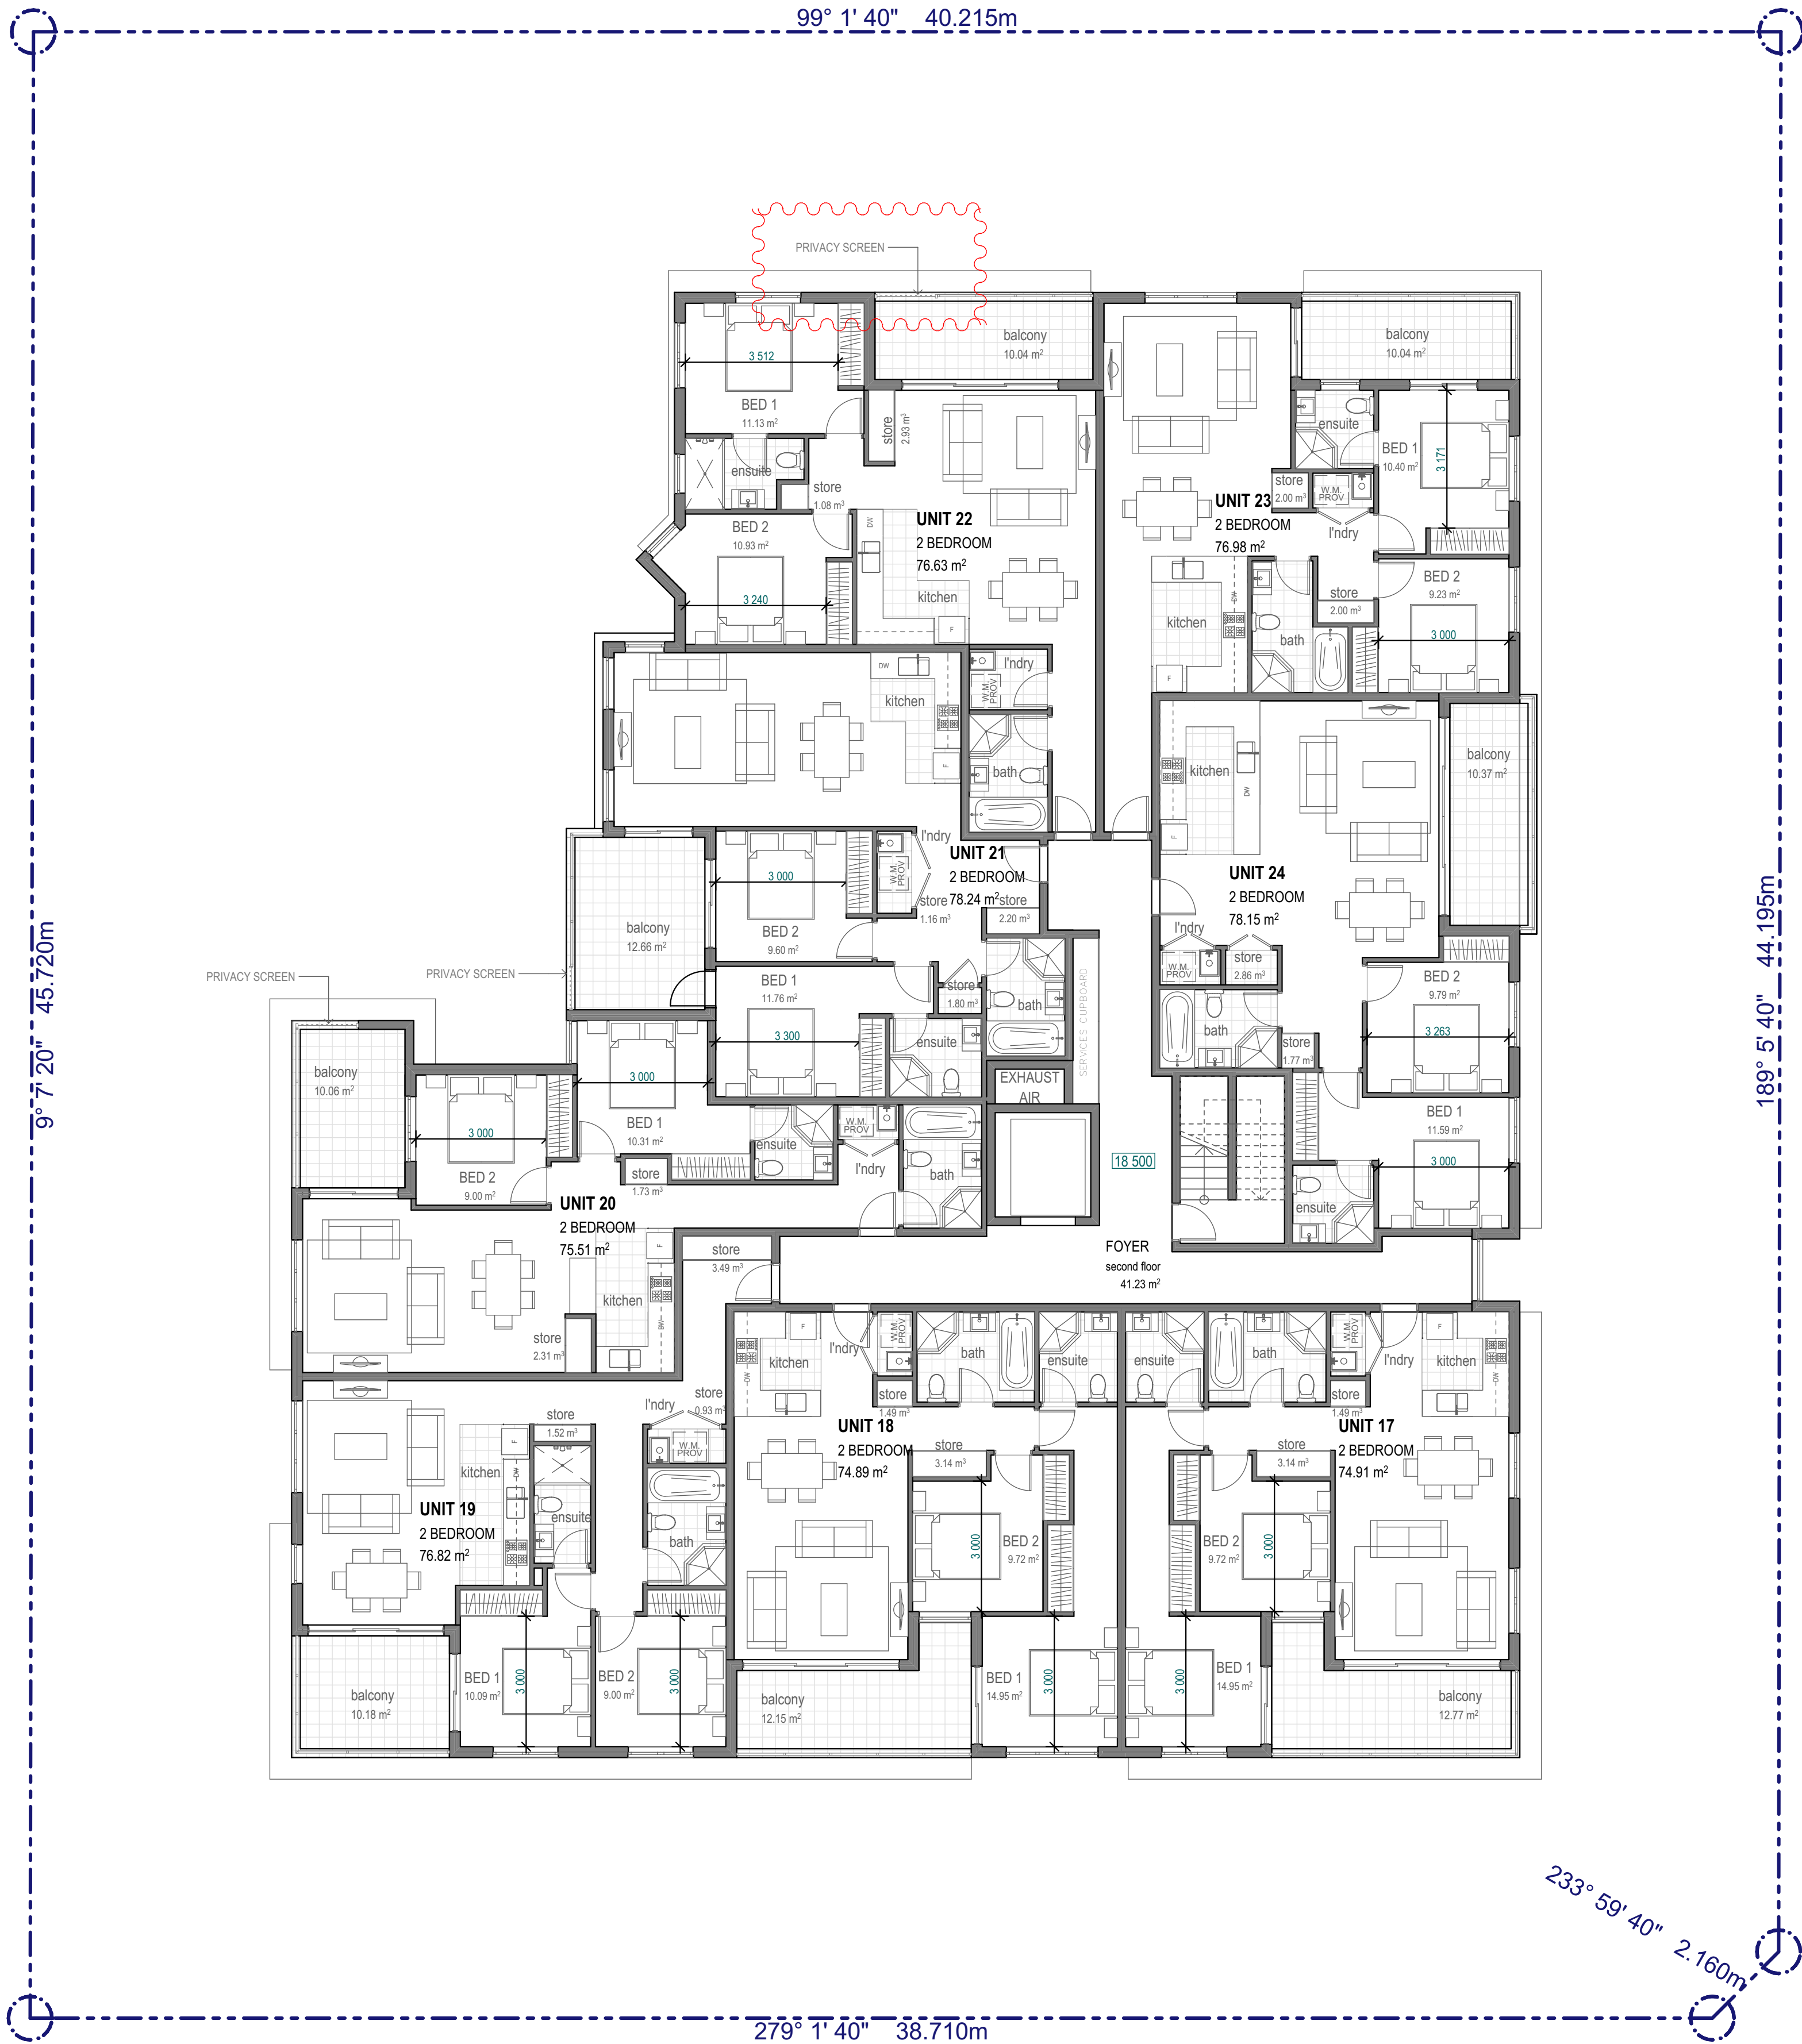 99° 1' 40" 40.215m
PRIVACY SCREEN
balcony
10.04 m²
3 512
BED 1
11.13 m²
store
2.93 m³
ensuite
store
1.08 m³
BED 2
10.93 m²
3 240
DW
UNIT 22
2 BEDROOM
76.63 m²
kitchen
F
l'ndry
W.M.
PROV
bath
balcony
10.04 m²
ensuite
BED 1
10.40 m²
3 171
store
2.00 m³
W.M.
PROV
l'ndry
UNIT 23
2 BEDROOM
76.98 m²
BED 2
9.23 m²
3 000
store
2.00 m³
DW
kitchen
bath
F
DW
kitchen
F
l'ndry
W.M.
PROV
UNIT 21
2 BEDROOM
78.24 m²
store
1.16 m³
store
2.20 m³
3 000
BED 2
9.60 m²
balcony
12.66 m²
PRIVACY SCREEN
BED 1
11.76 m²
3 300
store
1.80 m³
bath
ensuite
SERVICES CUPBOARD
EXHAUST
AIR
kitchen
DW
F
balcony
10.37 m²
UNIT 24
2 BEDROOM
78.15 m²
l'ndry
W.M.
PROV
store
2.86 m³
BED 2
9.79 m²
3 263
bath
store
1.77 m³
BED 1
11.59 m²
3 000
ensuite
9° 7' 20" 45.720m
189° 5' 40" 44.195m
PRIVACY SCREEN
balcony
10.06 m²
3 000
BED 2
9.00 m²
3 000
BED 1
10.31 m²
store
1.73 m³
ensuite
W.M.
PROV
l'ndry
bath
UNIT 20
2 BEDROOM
75.51 m²
F
kitchen
DW
store
2.31 m³
store
3.49 m³
18 500
FOYER
second floor
41.23 m²
store
1.52 m³
l'ndry
store
0.93 m³
W.M.
PROV
F
kitchen
DW
ensuite
bath
UNIT 19
2 BEDROOM
76.82 m²
BED 1
10.09 m²
3 000
BED 2
9.00 m²
3 000
balcony
10.18 m²
F
kitchen
DW
l'ndry
W.M.
PROV
bath
ensuite
store
1.49 m³
UNIT 18
2 BEDROOM
74.89 m²
store
3.14 m³
BED 2
9.72 m²
3 000
BED 1
14.95 m²
3 000
balcony
12.15 m²
ensuite
bath
W.M.
PROV
l'ndry
F
kitchen
DW
store
1.49 m³
UNIT 17
2 BEDROOM
74.91 m²
store
3.14 m³
BED 2
9.72 m²
3 000
BED 1
14.95 m²
3 000
balcony
12.77 m²
233° 59' 40" 2.160m
279° 1' 40" 38.710m